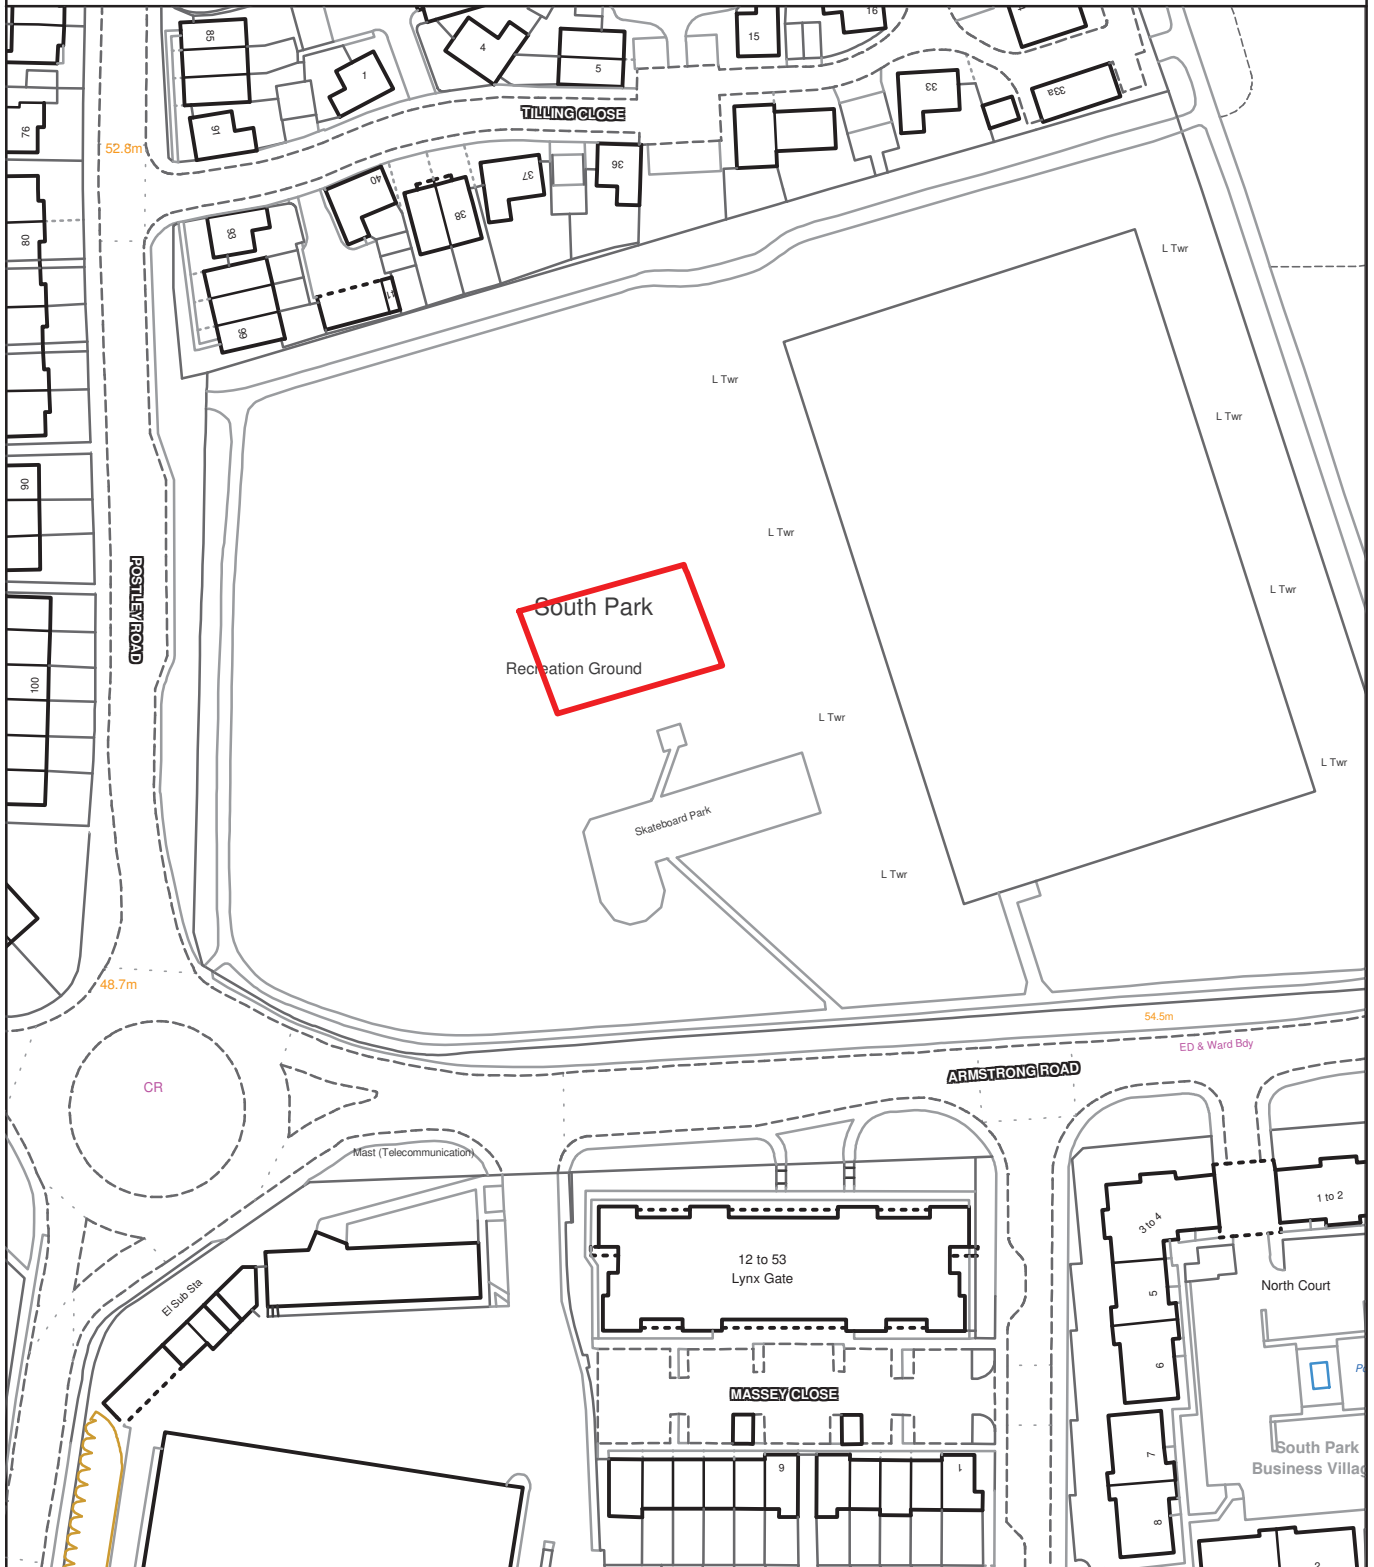 85
1
4
5
15
16
33
33a
TILLING CLOSE
91
76
52.8m
40
38
37
36
93
80
41
99
L Twr
L Twr
L Twr
90
L Twr
POSTLEY ROAD
South Park
L Twr
Recreation Ground
100
L Twr
L Twr
Skateboard Park
L Twr
48.7m
54.5m
ED & Ward Bdy
CR
ARMSTRONG ROAD
Mast (Telecommunication)
3 to 4
1 to 2
12 to 53
Lynx Gate
El Sub Sta
North Court
5
6
MASSEY CLOSE
South Park
Business Villag
7
6
1
8
2